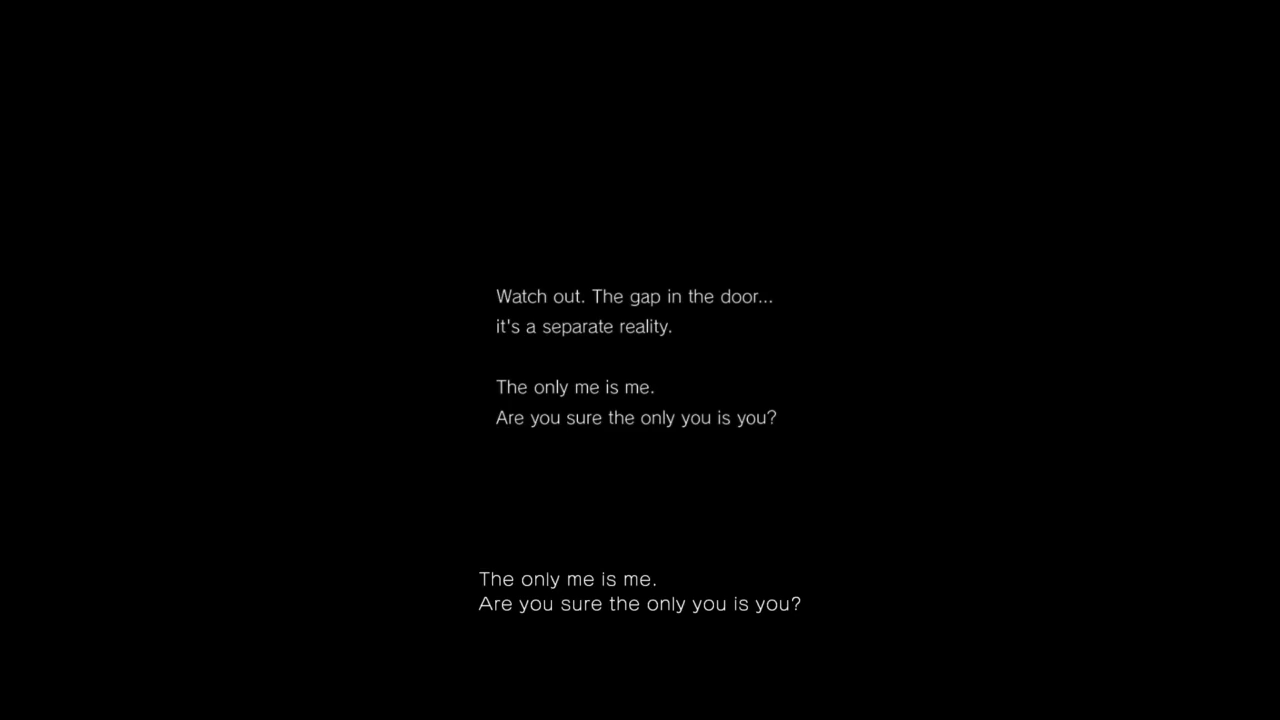 Watch out. The gap in the door...
it's a separate reality.
The only me is me.
Are you sure the only you is you?
The only me is me.
Are you sure the only you is you?